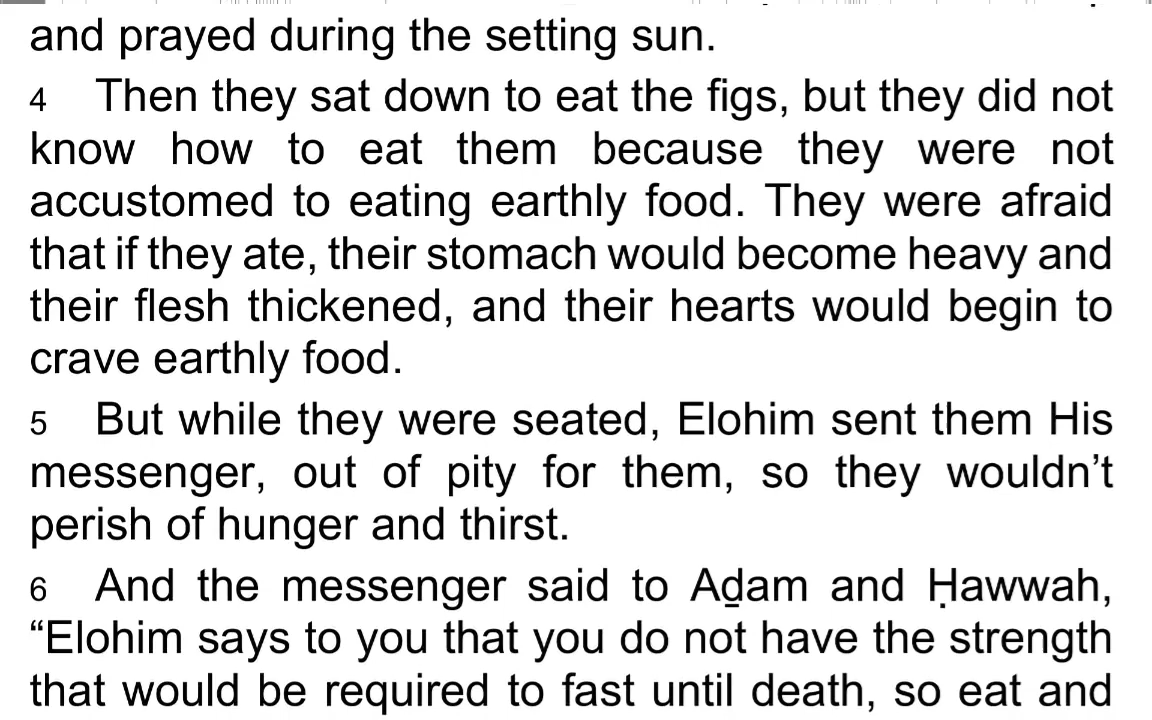 and prayed during the setting sun.
4 Then they sat down to eat the figs, but they did not
know how to eat them because they were not
accustomed to eating earthly food. They were afraid
that if they ate, their stomach would become heavy and
their flesh thickened, and their hearts would begin to
crave earthly food.
5 But while they were seated, Elohim sent them His
messenger, out of pity for them, so they wouldn’t
perish of hunger and thirst.
6 And the messenger said to Aḏam and Ḥawwah,
“Elohim says to you that you do not have the strength
that would be required to fast until death, so eat and